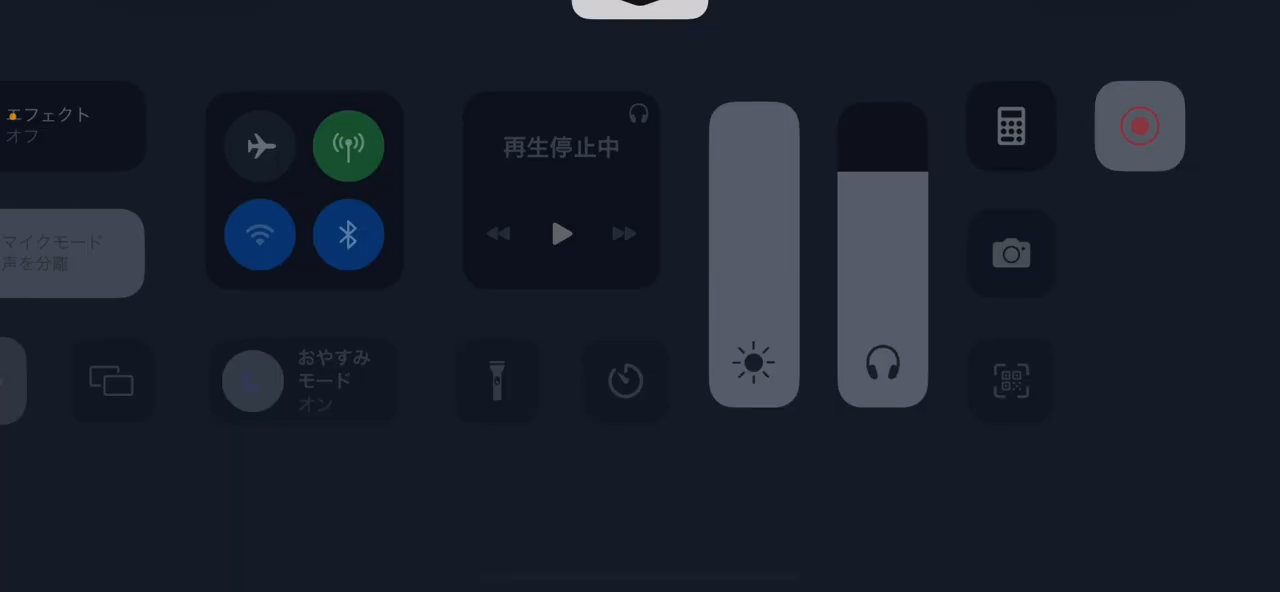 エフェクト
オフ
マイクモード
声を分離
再生停止中
おやすみ
モード
オン